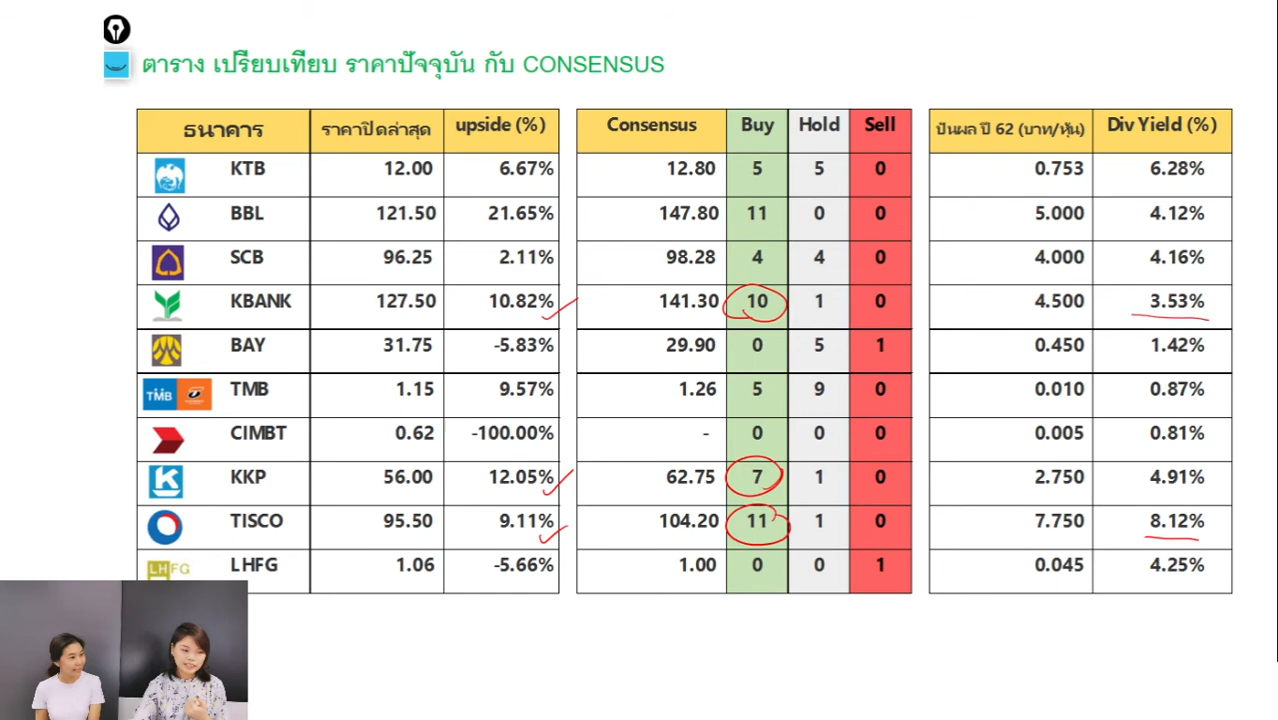 ตาราง เปรียบเทียบ ราคาปัจจุบัน กับ CONSENSUS
ธนาคาร ราคาปิดล่าสุด upside (%) Consensus Buy Hold Sell ปันผล ปี 62 (บาท/หุ้น) Div Yield (%)
KTB 12.00 6.67% 12.80 5 5 0 0.753 6.28%
BBL 121.50 21.65% 147.80 11 0 0 5.000 4.12%
SCB 96.25 2.11% 98.28 4 4 0 4.000 4.16%
KBANK 127.50 10.82% 141.30 10 1 0 4.500 3.53%
BAY 31.75 -5.83% 29.90 0 5 1 0.450 1.42%
TMB TMB 1.15 9.57% 1.26 5 9 0 0.010 0.87%
CIMBT 0.62 -100.00% - 0 0 0 0.005 0.81%
KKP 56.00 12.05% 62.75 7 1 0 2.750 4.91%
TISCO 95.50 9.11% 104.20 11 1 0 7.750 8.12%
LHFG LHFG 1.06 -5.66% 1.00 0 0 1 0.045 4.25%